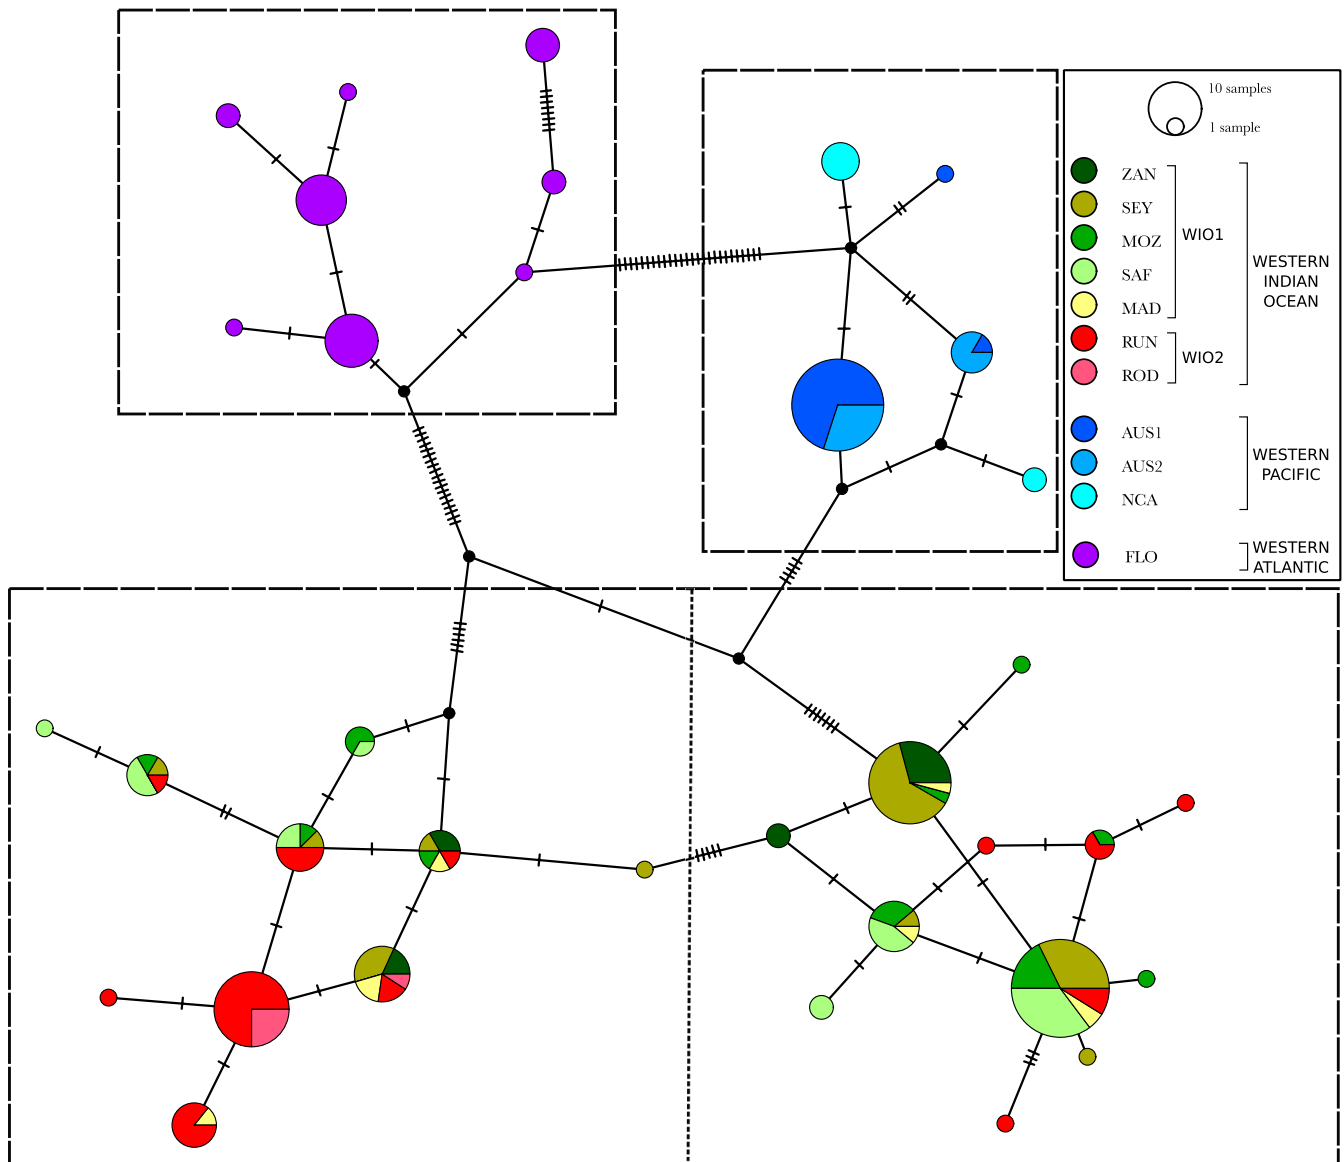 10 samples
1 sample
ZAN
SEY
MOZ
SAF
MAD
RUN
ROD
WIO1
WIO2
WESTERN
INDIAN
OCEAN
AUS1
AUS2
NCA
WESTERN
PACIFIC
FLO
WESTERN
ATLANTIC